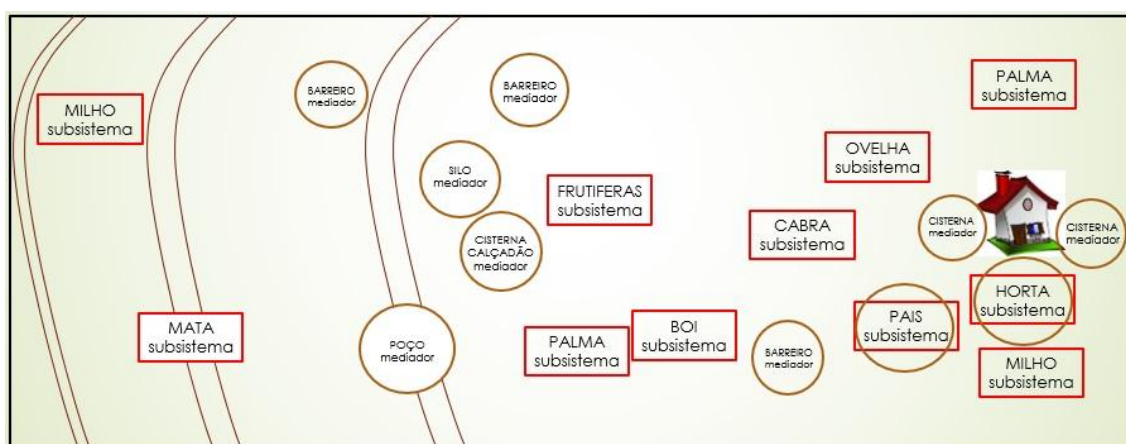 MILHO
subsistema
MATA
subsistema
BARREIRO
mediador
BARREIRO
mediador
SILO
mediador
CISTERNA
CALÇADÃO
mediador
POÇO
mediador
FRUTIFERAS
subsistema
PALMA
subsistema
BOI
subsistema
BARREIRO
mediador
CABRA
subsistema
OVELHA
subsistema
PALMA
subsistema
CISTERNA
mediador
CISTERNA
mediador
PAIS
subsistema
HORTA
subsistema
MILHO
subsistema